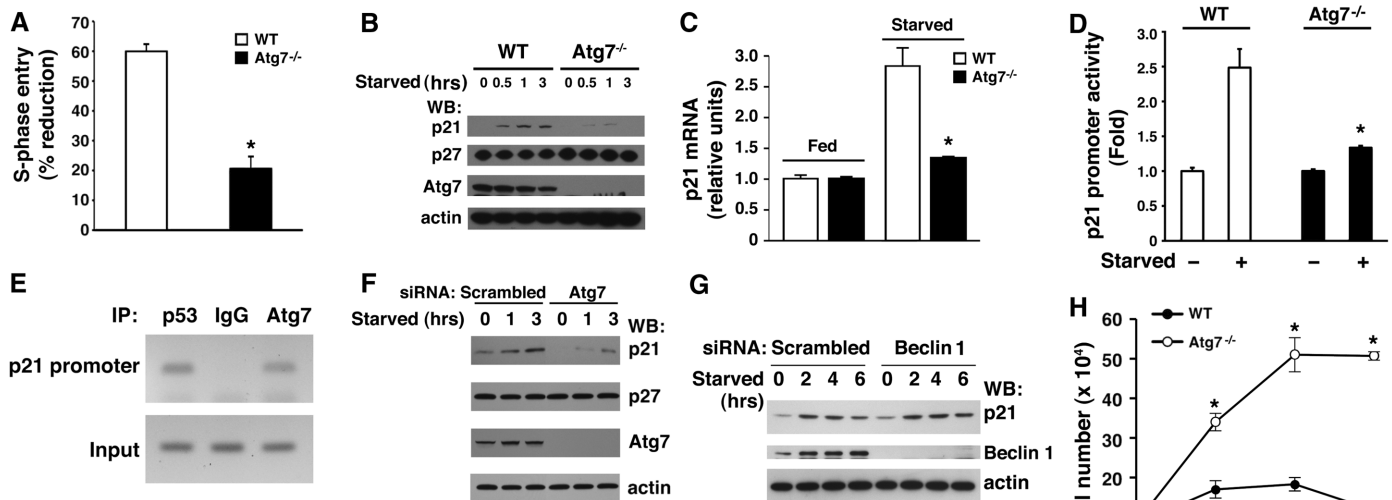 A
S-phase entry
(% reduction)
70
60
50
40
30
20
10
0
WT
Atg7-/-
*
B
WT Atg7-/-
Starved (hrs) 0 0.5 1 3 0 0.5 1 3
WB:
p21
p27
Atg7
actin
C
p21 mRNA
(relative units)
3.0
2.5
2.0
1.5
1.0
0.5
0
Fed
Starved
WT
Atg7-/-
*
D
WT Atg7-/-
p21 promoter activity
(Fold)
3.0
2.5
2.0
1.5
1.0
0.5
0
*
Starved – + – +
E
IP: p53 IgG Atg7
p21 promoter
Input
F
siRNA: Scrambled Atg7
Starved (hrs) 0 1 3 0 1 3
WB:
p21
p27
Atg7
actin
G
siRNA: Scrambled Beclin 1
Starved 0 2 4 6 0 2 4 6
(hrs)
WB:
p21
Beclin 1
actin
H
WT
Atg7-/-
number (x 10⁴)
60
50
40
30
20
* * *